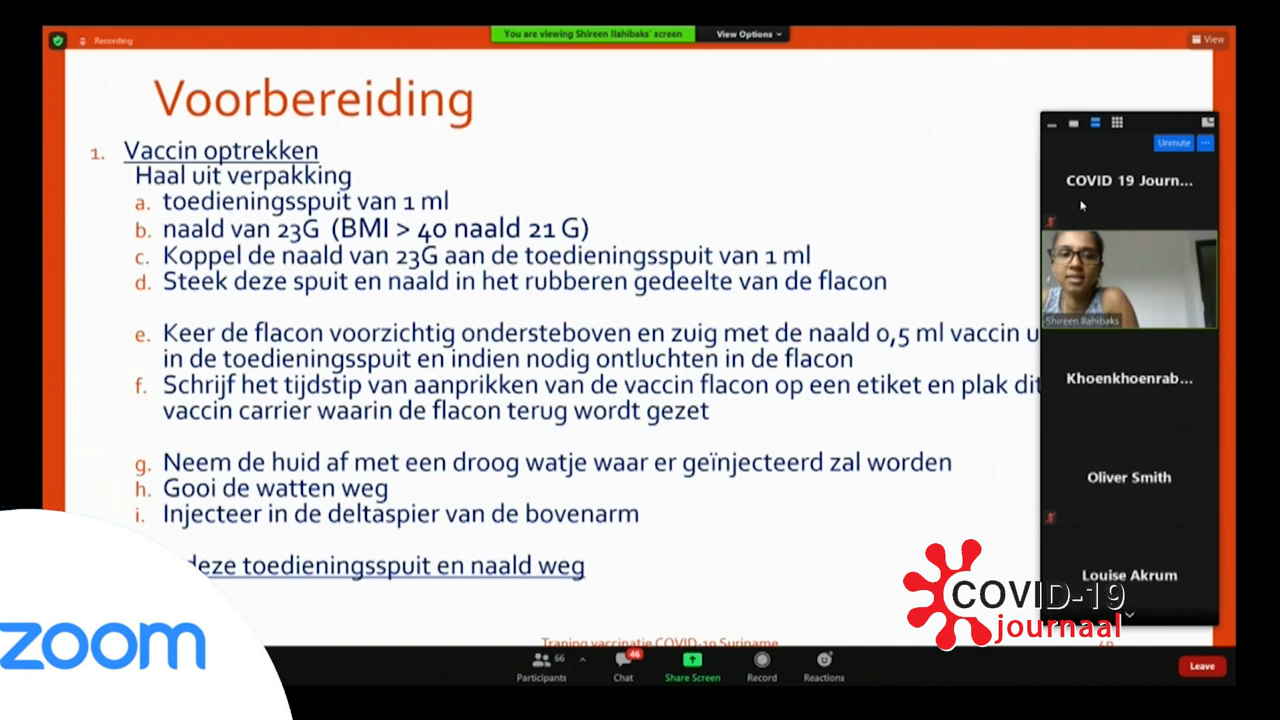 Recording
You are viewing Shireen Ilahibaks' screen
View Options
View
Voorbereiding
1. Vaccin optrekken
Haal uit verpakking
a. toedieningsspuit van 1 ml
b. naald van 23G (BMI > 40 naald 21 G)
c. Koppel de naald van 23G aan de toedieningsspuit van 1 ml
d. Steek deze spuit en naald in het rubberen gedeelte van de flacon
e. Keer de flacon voorzichtig ondersteboven en zuig met de naald 0,5 ml vaccin u
in de toedieningsspuit en indien nodig ontluchten in de flacon
f. Schrijf het tijdstip van aanprikken van de vaccin flacon op een etiket en plak dit
vaccin carrier waarin de flacon terug wordt gezet
g. Neem de huid af met een droog watje waar er geïnjecteerd zal worden
h. Gooi de watten weg
i. Injecteer in de deltaspier van de bovenarm
deze toedieningsspuit en naald weg
Traning vaccinatie COVID-19 Suriname
Unmute
...
COVID 19 Journ...
Shireen Ilahibaks
Khoenkhoenrab...
Oliver Smith
Louise Akrum
COVID-19
journaal
zoom
66
Participants
46
Chat
Share Screen
Record
Reactions
Leave